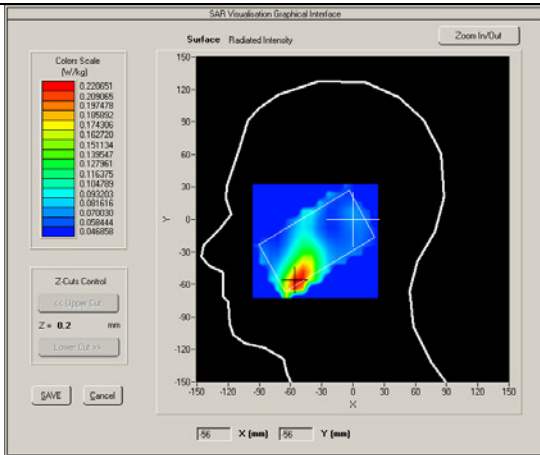 SAR Visualisation Graphical Interface
Surface Radiated Intensity
Zoom In/Out
Colors Scale
(W/kg)
0.220651
0.209065
0.197478
0.185892
0.174306
0.162720
0.151134
0.139547
0.127961
0.116375
0.104789
0.093203
0.081616
0.070030
0.058444
0.046858
150-
120-
90-
60-
30-
0-
-30-
-60-
-90-
-120-
-150-
Y
-150 -120 -90 -60 -30 0 30 60 90 120 150
X
Z-Cuts Control
<< Upper Cut
Z = 0.2 mm
Lower Cut >>
SAVE Cancel
-56 X (mm) -56 Y (mm)